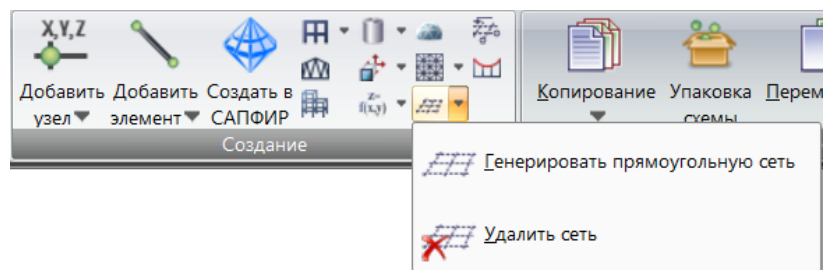 X,Y,Z
Добавить узел
Добавить элемент
Создать в САПФИР
z=
f(x,y)
Создание
Копирование
Упаковка схемы
Перем
Генерировать прямоугольную сеть
Удалить сеть